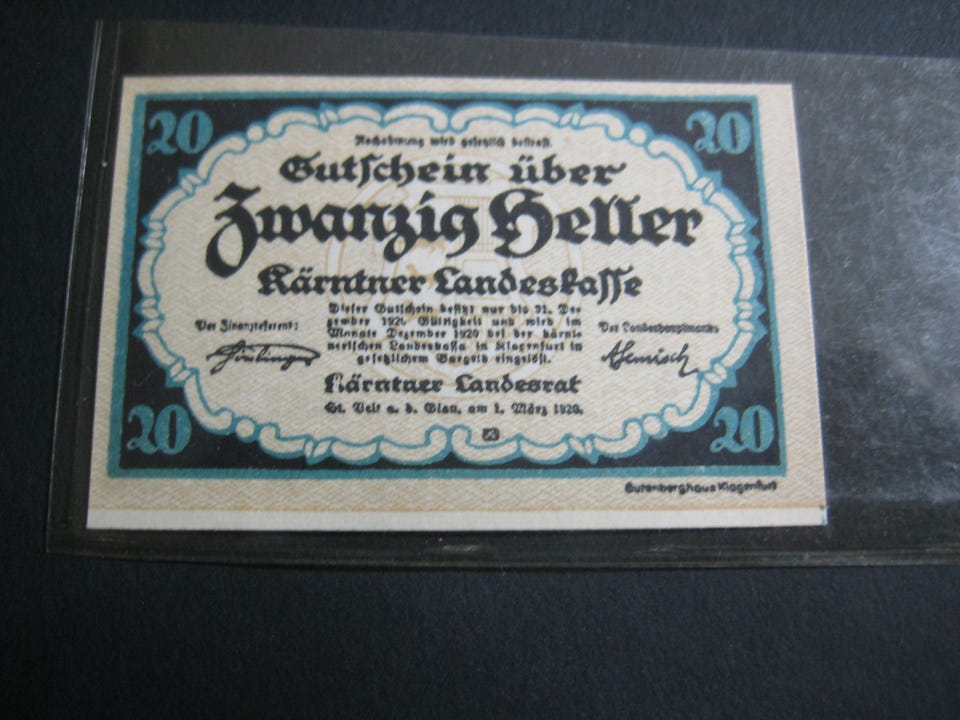 20 20
Nachahmung wird gesetzlich bestraft.
Gutschein über
Zwanzig Heller
Kärntner Landeskasse
Dieser Gutschein besitzt nur bis 31. De-
zember 1920 Gültigkeit und wird im
Monate Dezember 1920 bei der kärnt-
nerischen Landeskassa in Klagenfurt in
gesetzlichem Bargeld eingelöst.
Der Finanzreferent:
Der Landeshauptmann:
Lemisch
Kärntner Landesrat
St. Veit a. d. Glan, am 1. März 1920.
20 20
Gutenberghaus Klagenfurt